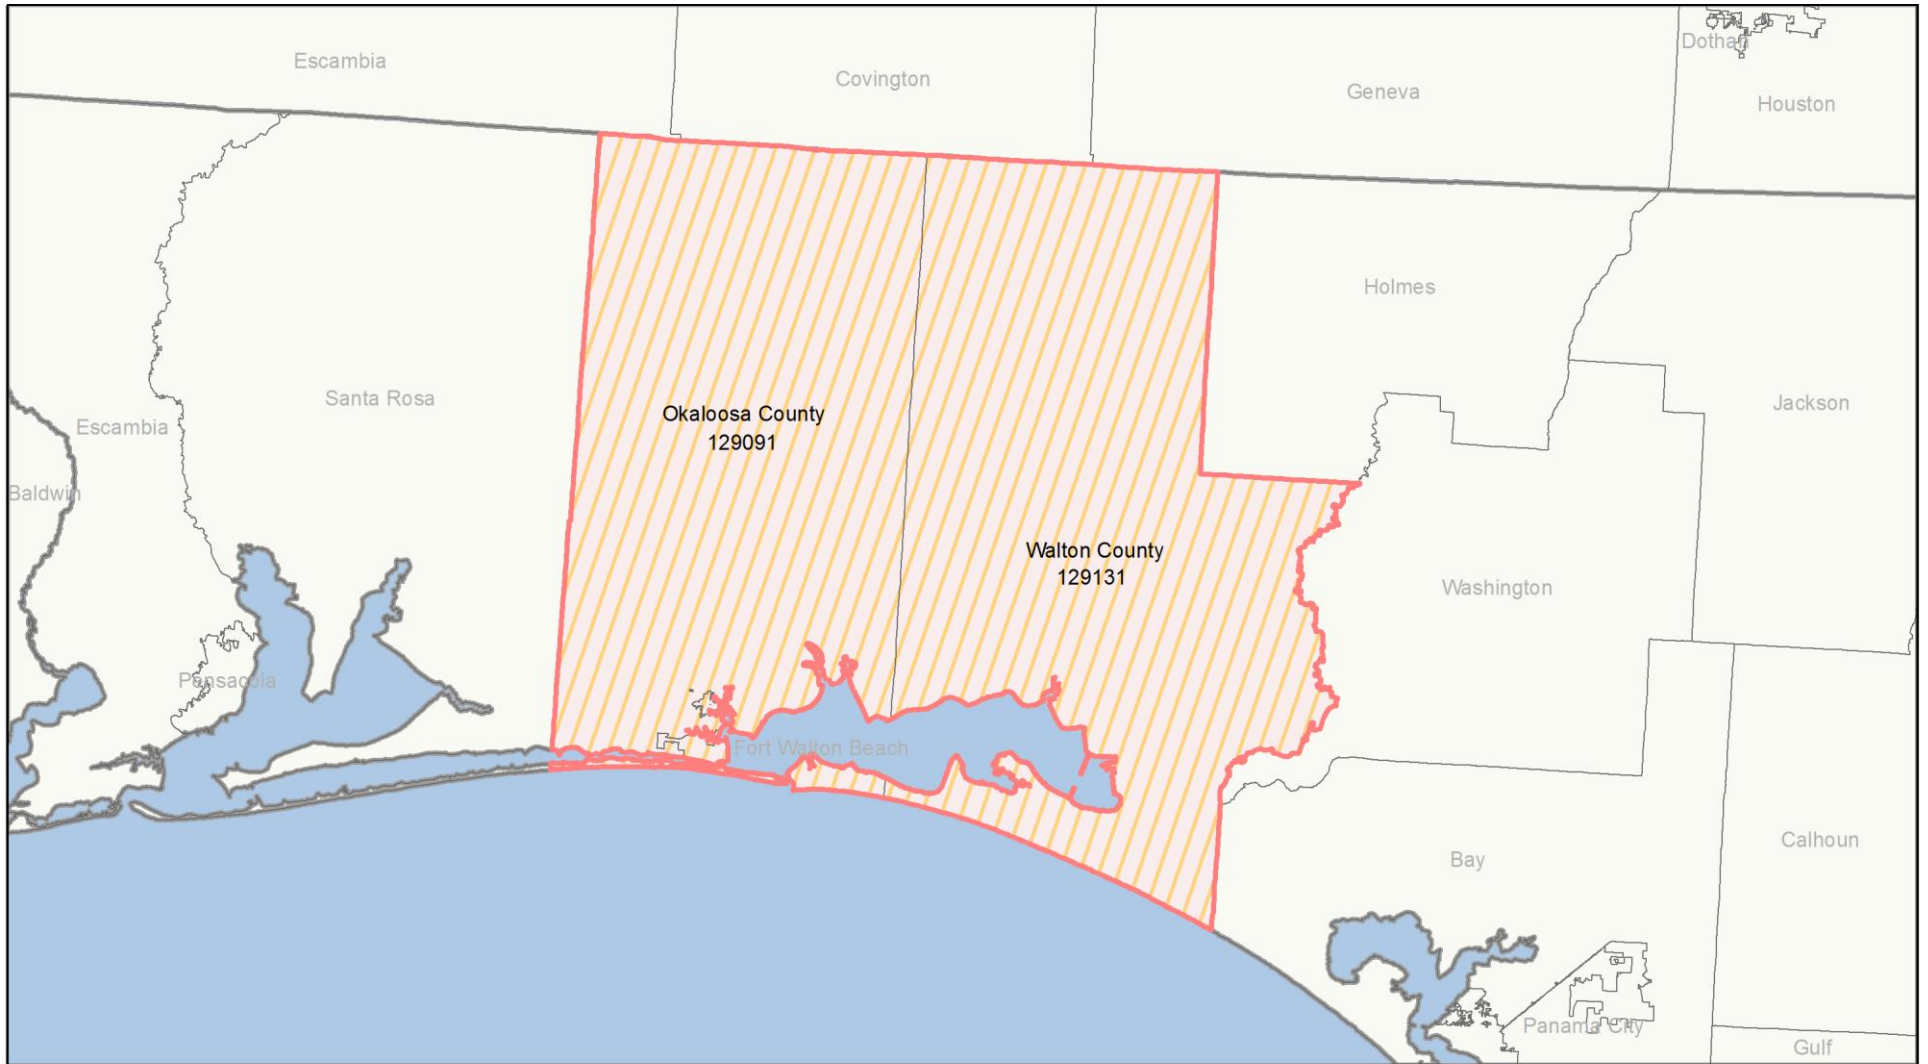 Escambia
Covington
Geneva
Dothan
Houston
Holmes
Santa Rosa
Jackson
Escambia
Okaloosa County
129091
Baldwin
Walton County
129131
Washington
Pensacola
Fort Walton Beach
Calhoun
Bay
Panama City
Gulf